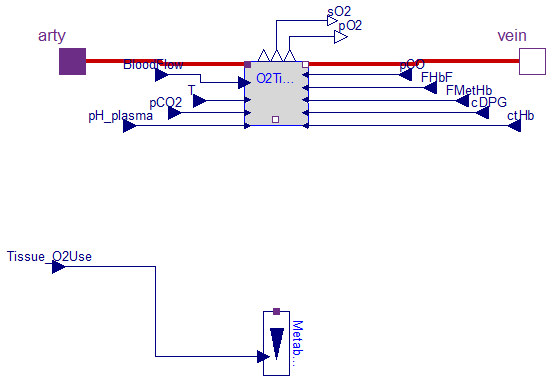 sO2
pO2
arty
vein
BloodFlow
O2Ti...
pCO
FHbF
T
FMetHb
pCO2
cDPG
pH_plasma
ctHb
Tissue_O2Use
Metab...